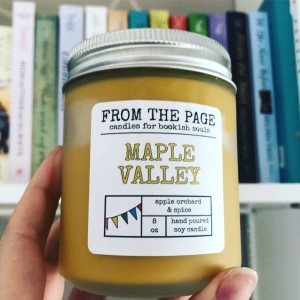 FROM THE PAGE
candles for bookish souls
MAPLE
VALLEY
apple orchard
& spice
8
oz
hand poured
soy candle